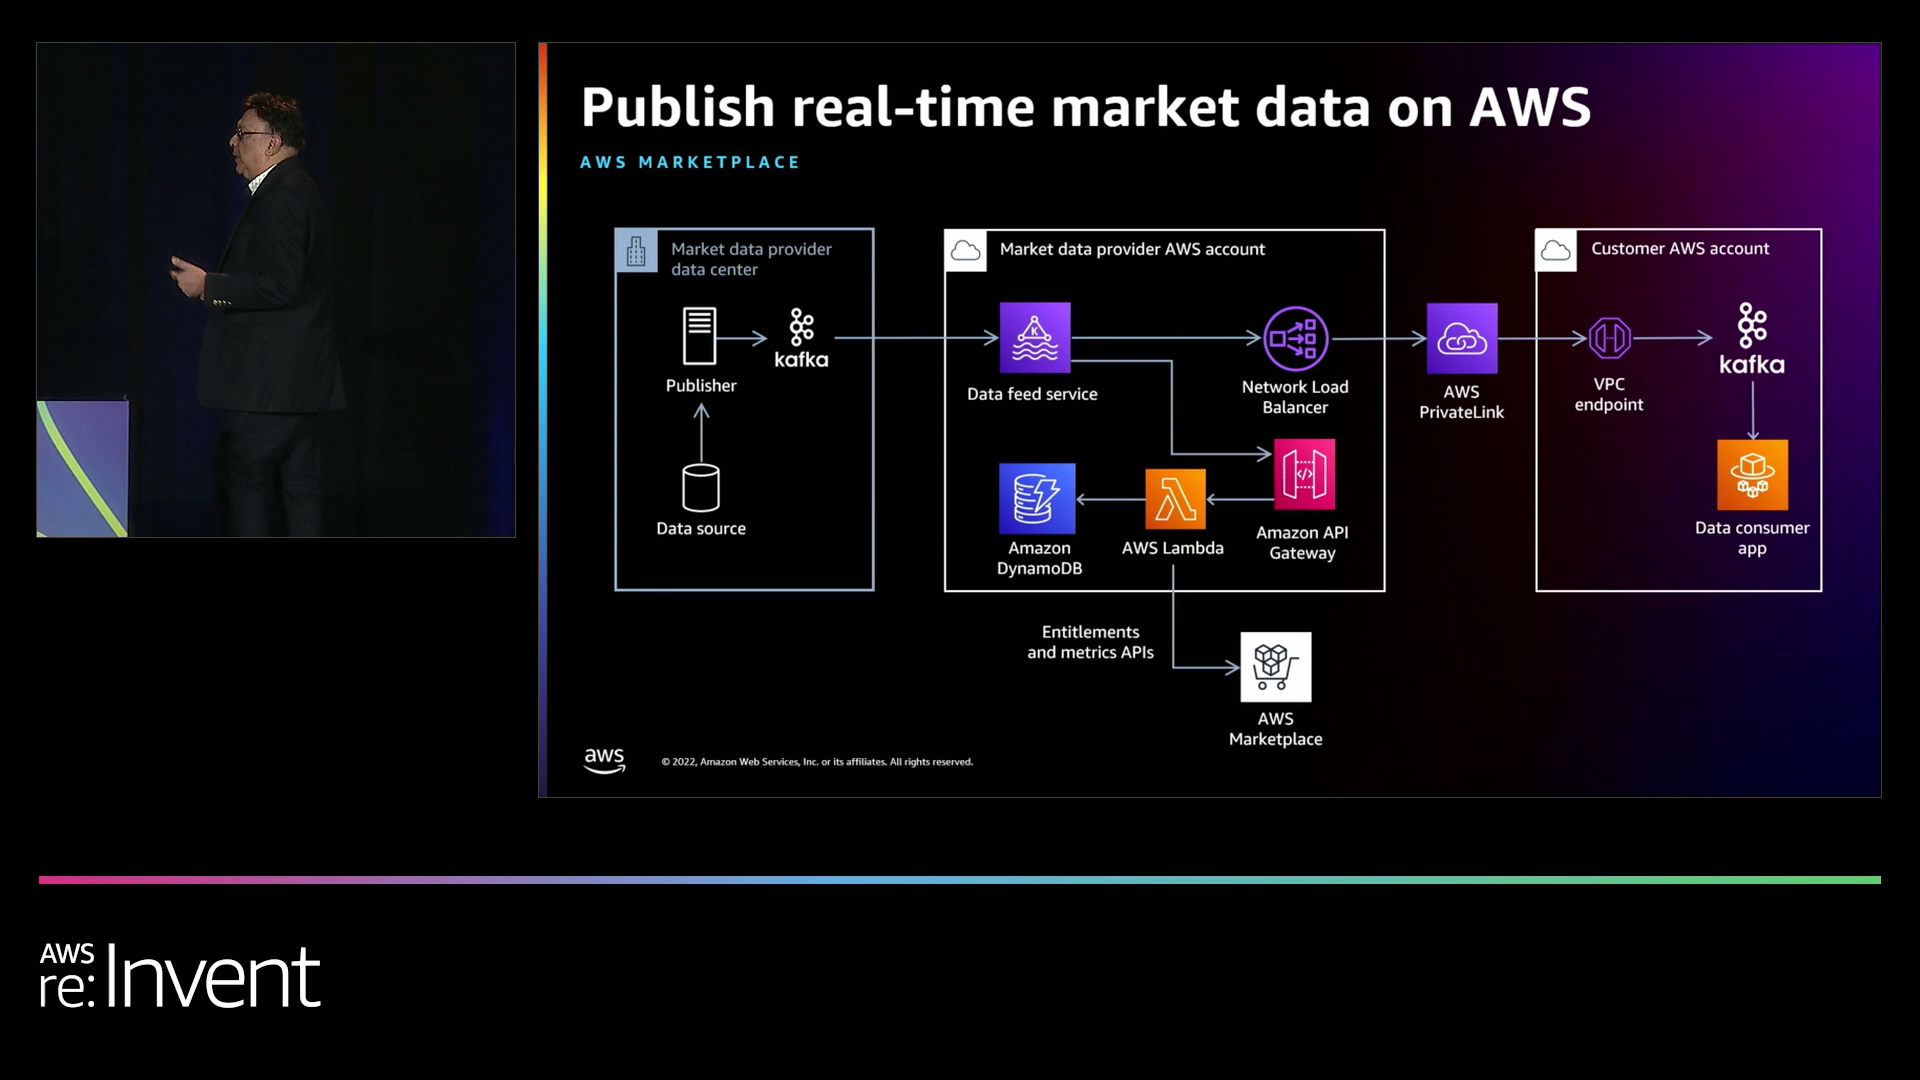 Publish real-time market data on AWS
AWS MARKETPLACE
Market data provider
data center
Publisher
kafka
Data source
Market data provider AWS account
K
Data feed service
Network Load
Balancer
Amazon
DynamoDB
AWS Lambda
</>
Amazon API
Gateway
AWS
PrivateLink
Customer AWS account
VPC
endpoint
kafka
Data consumer
app
Entitlements
and metrics APIs
AWS
Marketplace
aws
© 2022, Amazon Web Services, Inc. or its affiliates. All rights reserved.
AWS
re:Invent